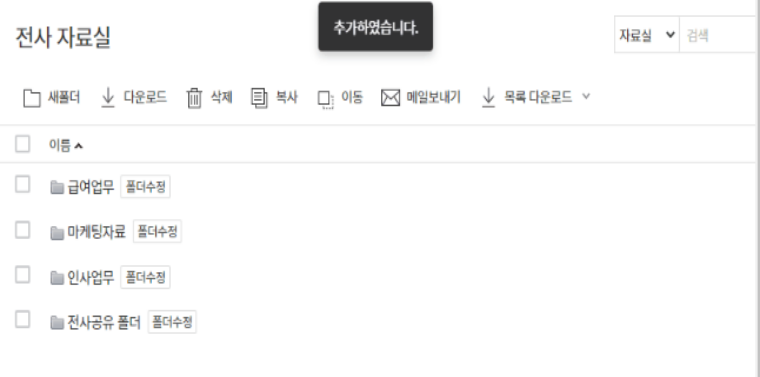 추가하였습니다.
전사 자료실
자료실 검색
새폴더 다운로드 삭제 복사 이동 메일보내기 목록 다운로드
이름
급여업무 폴더수정
마케팅자료 폴더수정
인사업무 폴더수정
전사공유 폴더 폴더수정